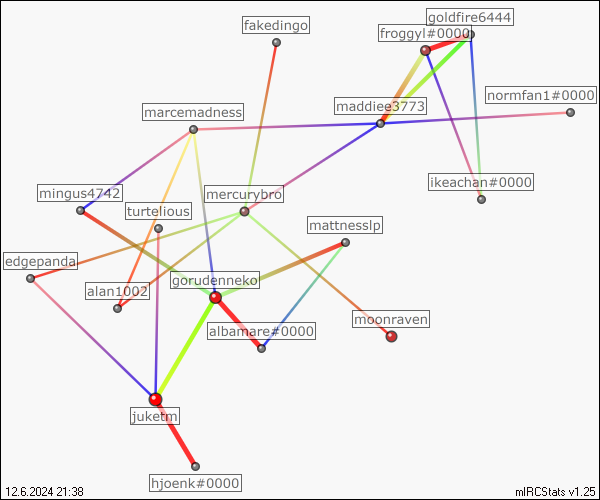 goldfire6444
fakedingo
froggyl#0000
normfan1#0000
marcemadness
maddiee3773
ikeachan#0000
mingus4742
mercurybro
turtelious
mattnesslp
edgepanda
gorudenneko
alan1002
moonraven
albamare#0000
juketm
hjoenk#0000
12.6.2024 21:38
mIRCStats v1.25